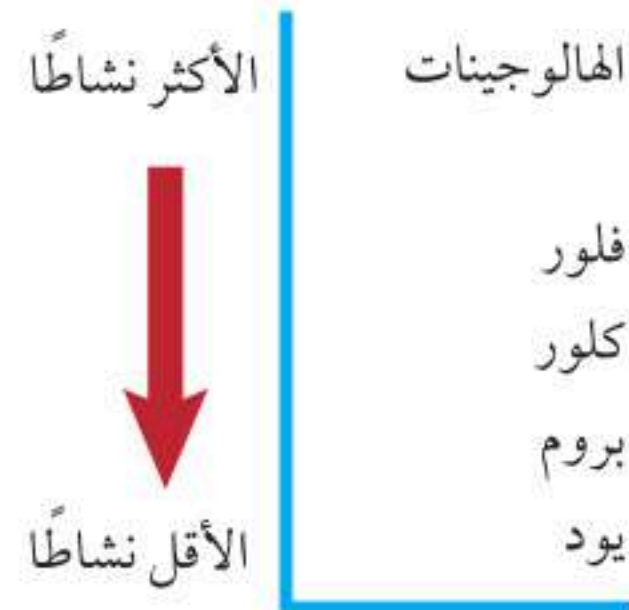 الهالوجينات
الأكثر نشاطًا
فلور
كلور
بروم
يود
الأقل نشاطًا